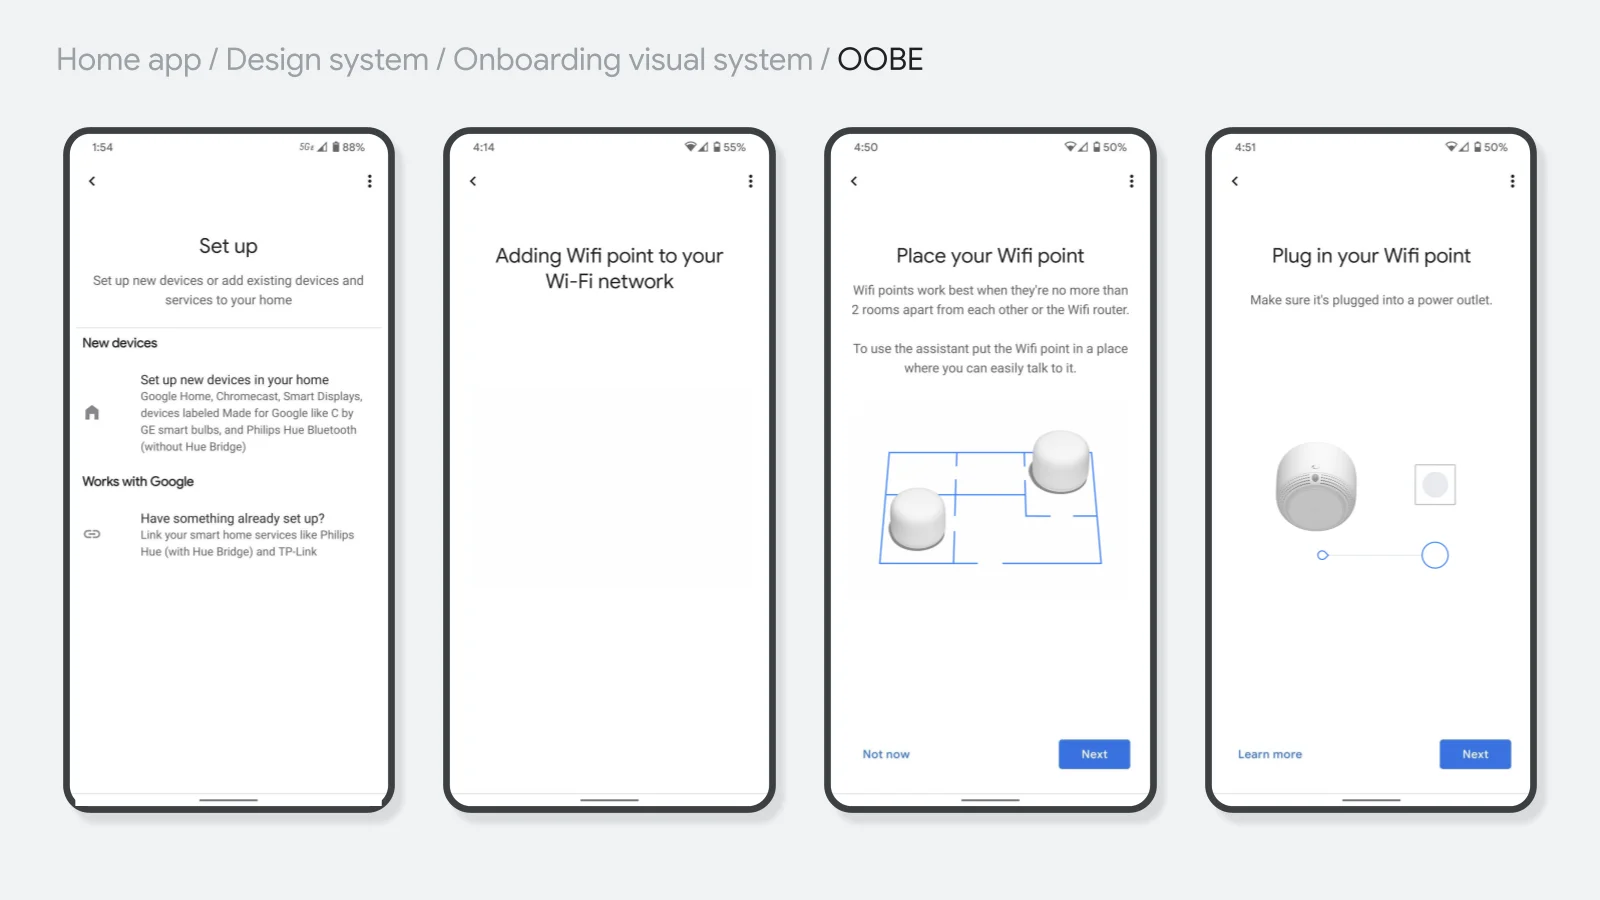 Home app / Design system / Onboarding visual system / OOBE
1:54
5GE 88%
Set up
Set up new devices or add existing devices and
services to your home
New devices
Set up new devices in your home
Google Home, Chromecast, Smart Displays,
devices labeled Made for Google like C by
GE smart bulbs, and Philips Hue Bluetooth
(without Hue Bridge)
Works with Google
Have something already set up?
Link your smart home services like Philips
Hue (with Hue Bridge) and TP-Link
4:14
55%
Adding Wifi point to your
Wi-Fi network
4:50
50%
Place your Wifi point
Wifi points work best when they're no more than
2 rooms apart from each other or the Wifi router.
To use the assistant put the Wifi point in a place
where you can easily talk to it.
Not now
Next
4:51
50%
Plug in your Wifi point
Make sure it's plugged into a power outlet.
Learn more
Next